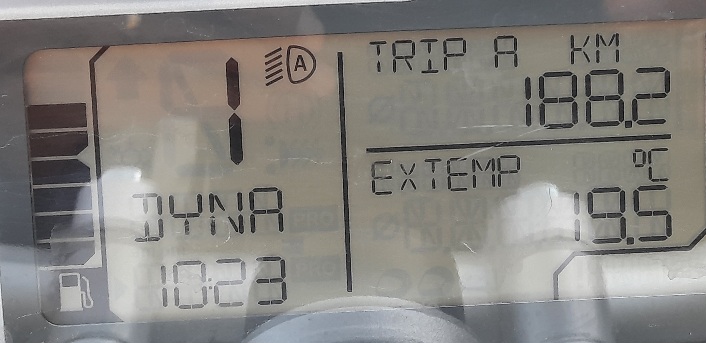 1
A
DYNA
10:23
TRIP A KM
188.2
EXTEMP °C
19.5